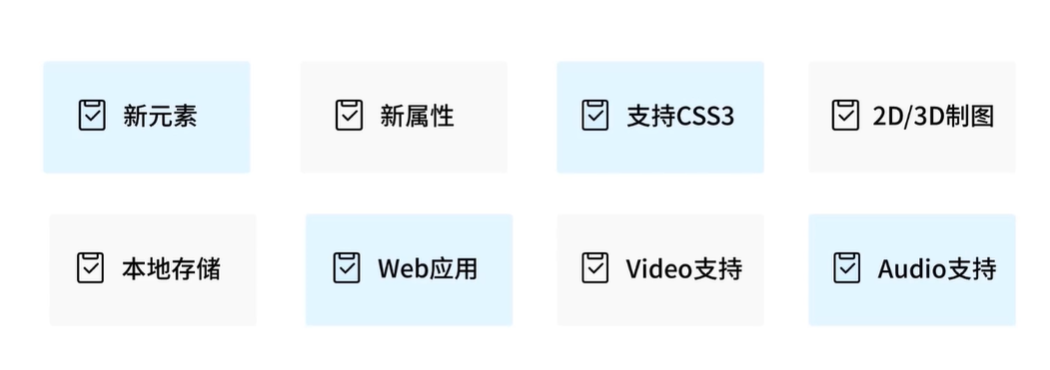 新元素
新属性
支持CSS3
2D/3D制图
本地存储
Web应用
Video支持
Audio支持